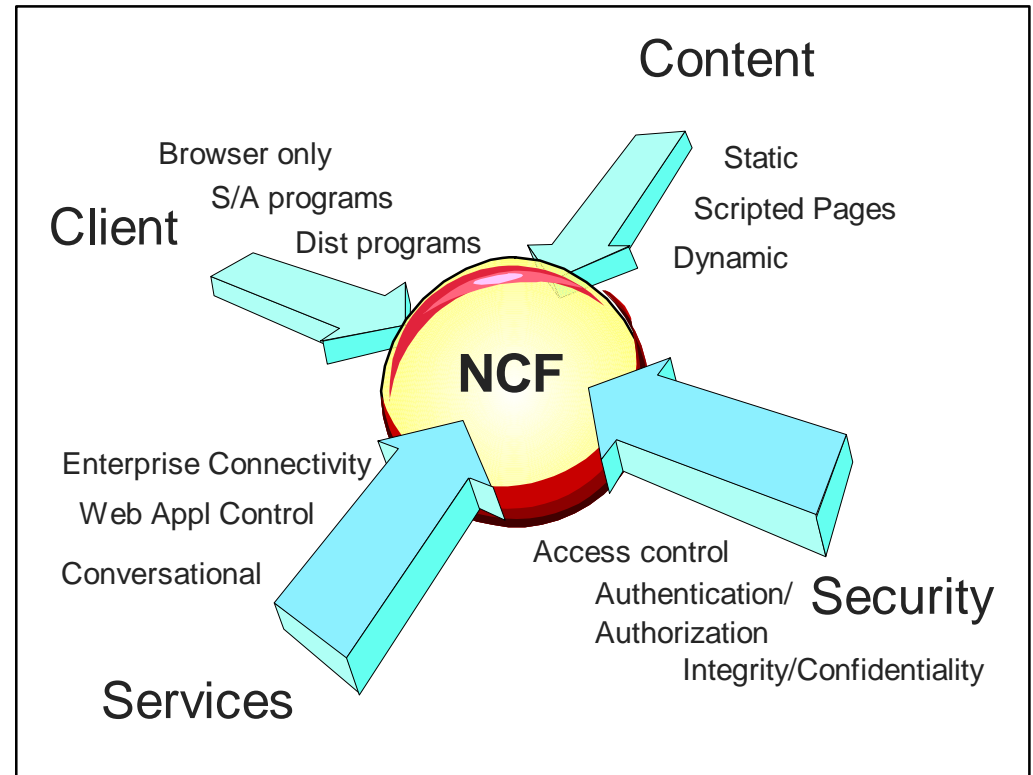 Content
Browser only
S/A programs
Dist programs
Client
Static
Scripted Pages
Dynamic
NCF
Enterprise Connectivity
Web Appl Control
Conversational
Services
Access control
Authentication/
Authorization
Integrity/Confidentiality
Security